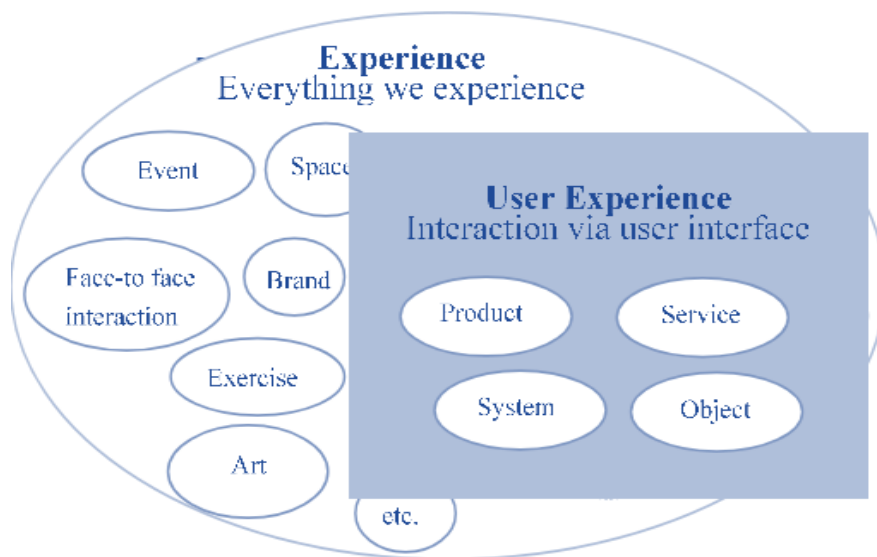 Experience
Everything we experience
Event
Space
User Experience
Interaction via user interface
Face-to face
interaction
Brand
Product
Service
Exercise
System
Object
Art
etc.